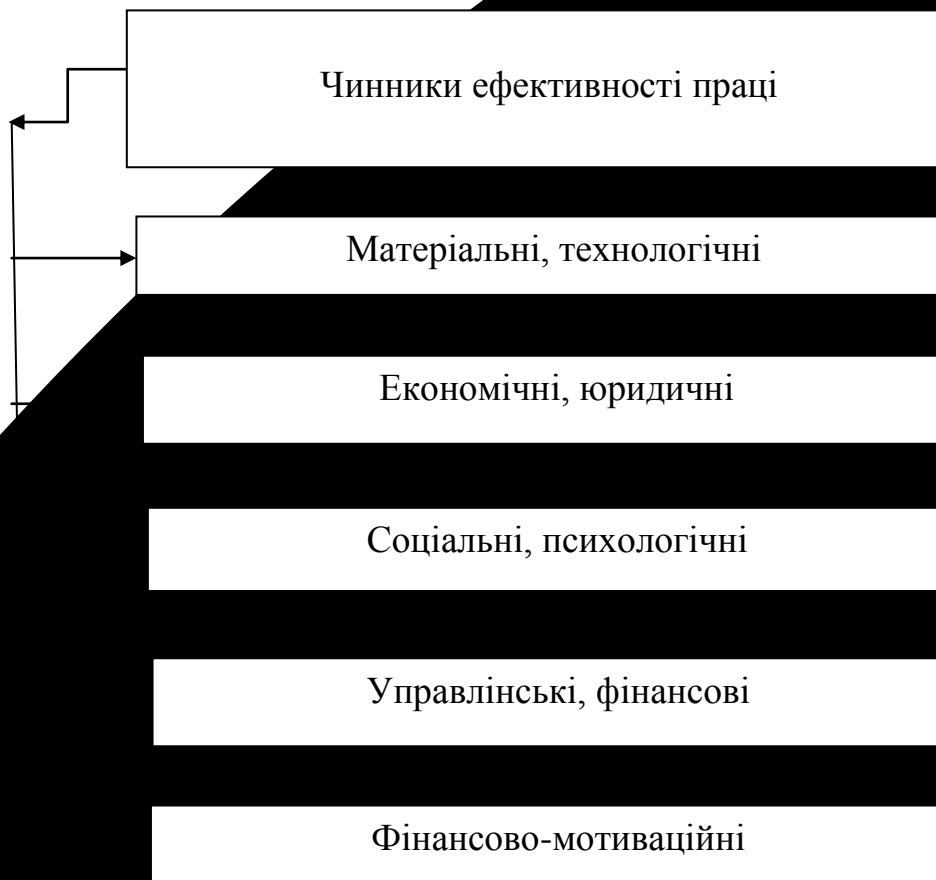 Чинники ефективності праці
Матеріальні, технологічні
Економічні, юридичні
Соціальні, психологічні
Управлінські, фінансові
Фінансово-мотиваційні